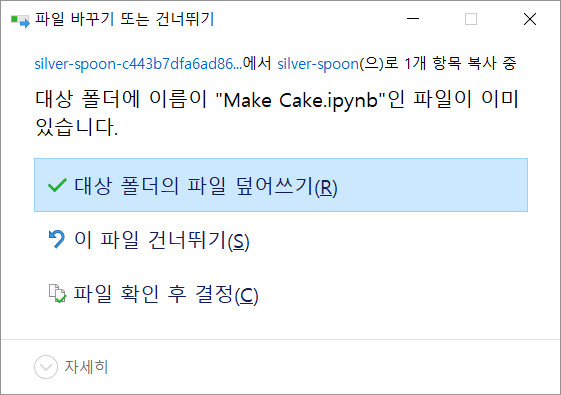 파일 바꾸기 또는 건너뛰기
silver-spoon-c443b7dfa6ad86...에서 silver-spoon(으)로 1개 항목 복사 중
대상 폴더에 이름이 "Make Cake.ipynb"인 파일이 이미
있습니다.
대상 폴더의 파일 덮어쓰기(R)
이 파일 건너뛰기(S)
파일 확인 후 결정(C)
자세히